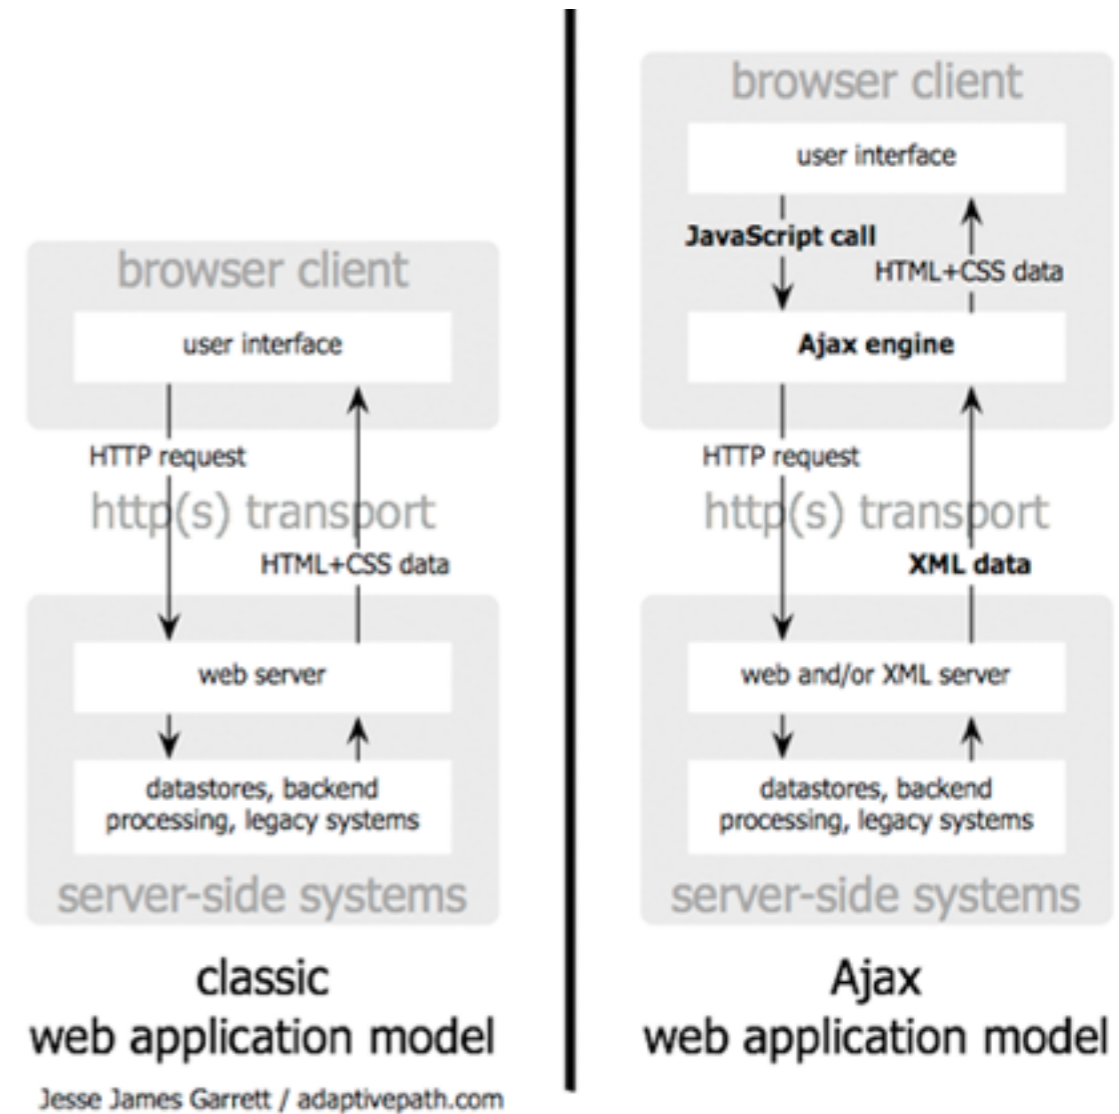 browser client
user interface
HTTP request
http(s) transport
HTML+CSS data
web server
datastores, backend
processing, legacy systems
server-side systems
classic
web application model
Jesse James Garrett / adaptivepath.com
browser client
user interface
JavaScript call
HTML+CSS data
Ajax engine
HTTP request
http(s) transport
XML data
web and/or XML server
datastores, backend
processing, legacy systems
server-side systems
Ajax
web application model